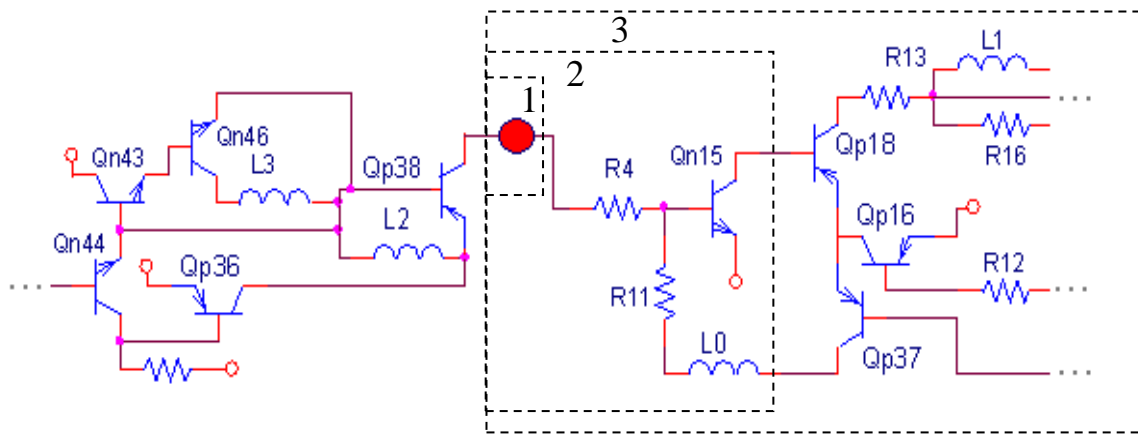 3
L1
R13
2
1
Qn46
Qn43
L3
Qp38
R4
Qn15
Qp18
R16
L2
Qp16
Qn44
Qp36
R12
R11
L0
Qp37